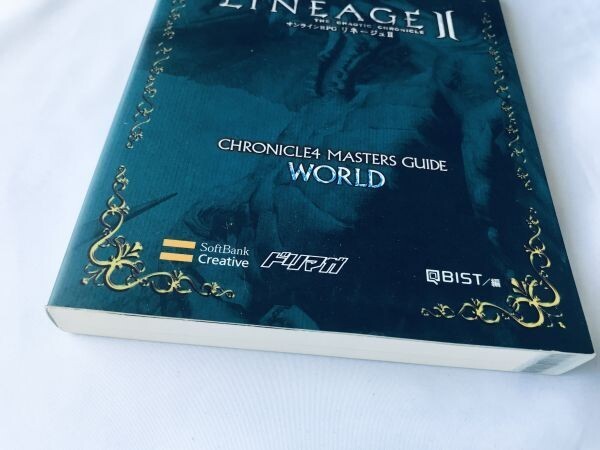 LINEAGE II
THE CHAOTIC CHRONICLE
オンラインRPG リネージュII
CHRONICLE4 MASTERS GUIDE
WORLD
SoftBank
Creative
ドリマガ
QBIST/編